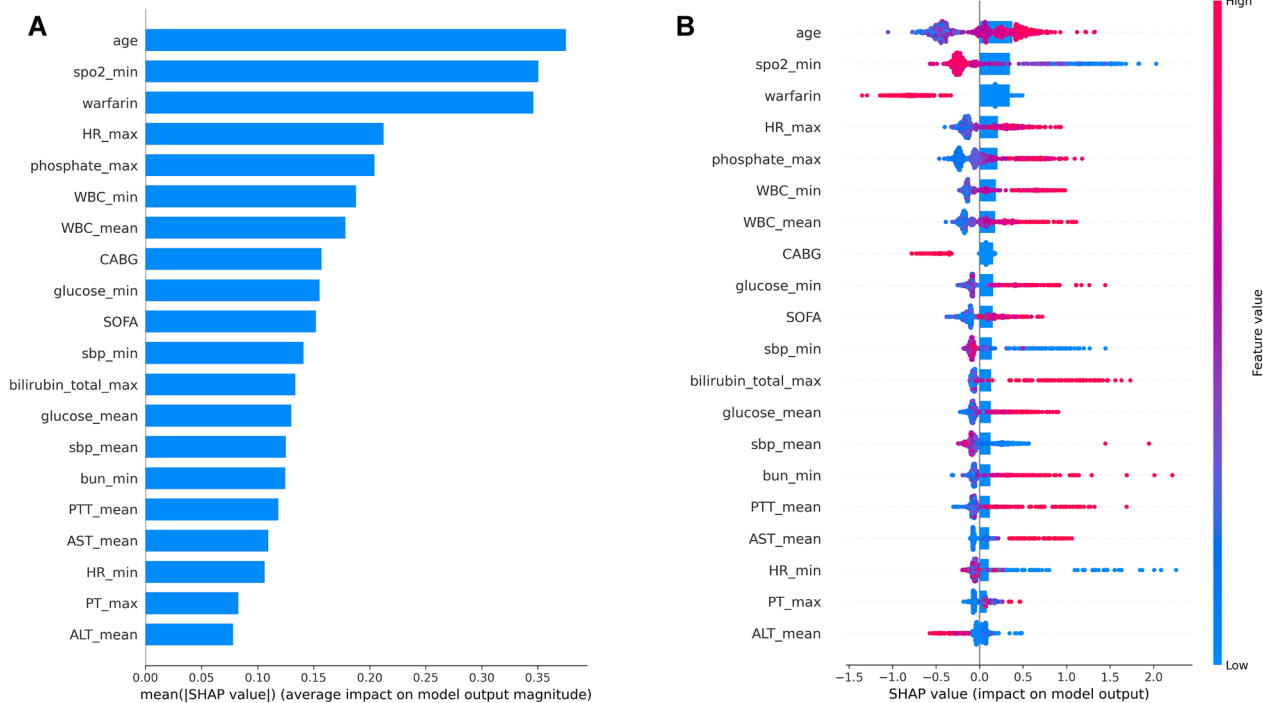 A
age
spo2_min
warfarin
HR_max
phosphate_max
WBC_min
WBC_mean
CABG
glucose_min
SOFA
sbp_min
bilirubin_total_max
glucose_mean
sbp_mean
bun_min
PTT_mean
AST_mean
HR_min
PT_max
ALT_mean
0.00 0.05 0.10 0.15 0.20 0.25 0.30 0.35
mean(|SHAP value|) (average impact on model output magnitude)
B
age
spo2_min
warfarin
HR_max
phosphate_max
WBC_min
WBC_mean
CABG
glucose_min
SOFA
sbp_min
bilirubin_total_max
glucose_mean
sbp_mean
bun_min
PTT_mean
AST_mean
HR_min
PT_max
ALT_mean
−1.5 −1.0 −0.5 0.0 0.5 1.0 1.5 2.0
SHAP value (impact on model output)
High
Feature value
Low